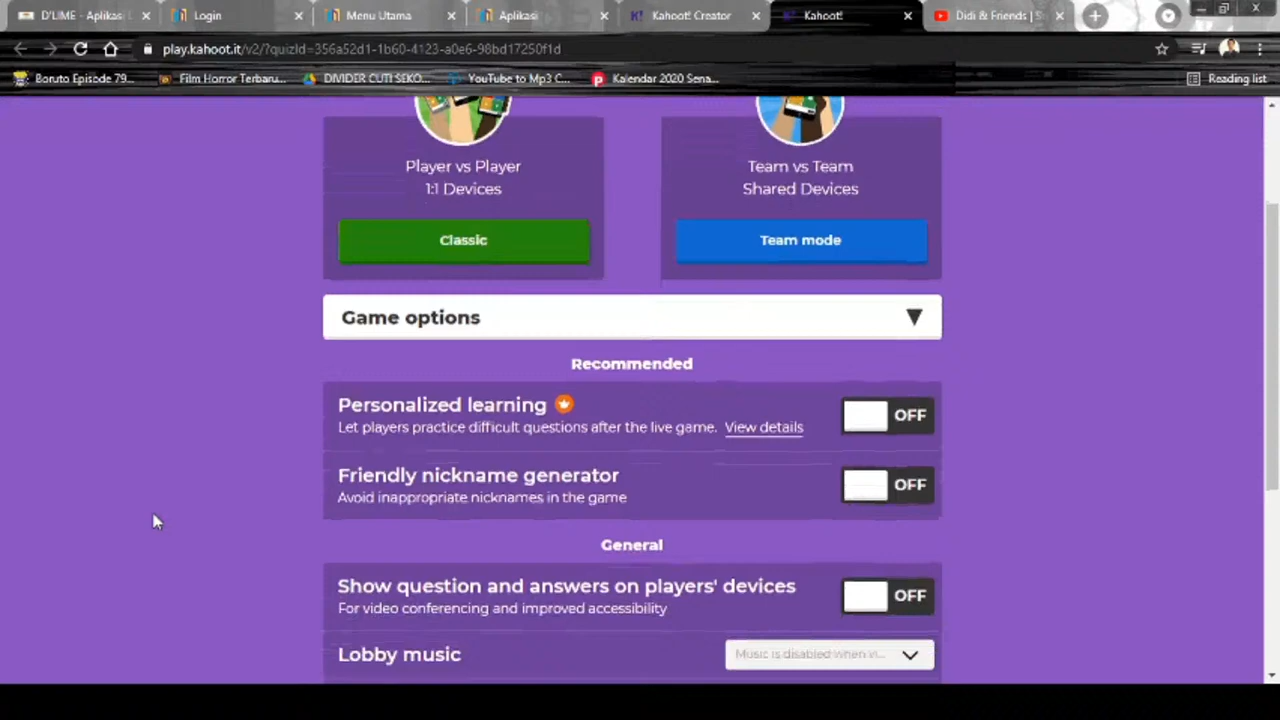 D'LIME - Aplikasi
Login
Menu Utama
Aplikasi
Kahoot! Creator
Kahoot!
Didi & Friends | S
play.kahoot.it/v2/?quizId=356a52d1-1b60-4123-a0e6-98bd17250f1d
Boruto Episode 79...
Film Horror Terbaru...
DIVIDER CUTI SEKO...
YouTube to Mp3 C...
Kalendar 2020 Sena...
Reading list
Player vs Player
1:1 Devices
Classic
Team vs Team
Shared Devices
Team mode
Game options
Recommended
Personalized learning
Let players practice difficult questions after the live game. View details
OFF
Friendly nickname generator
Avoid inappropriate nicknames in the game
OFF
General
Show question and answers on players' devices
For video conferencing and improved accessibility
OFF
Lobby music
Music is disabled when vi...